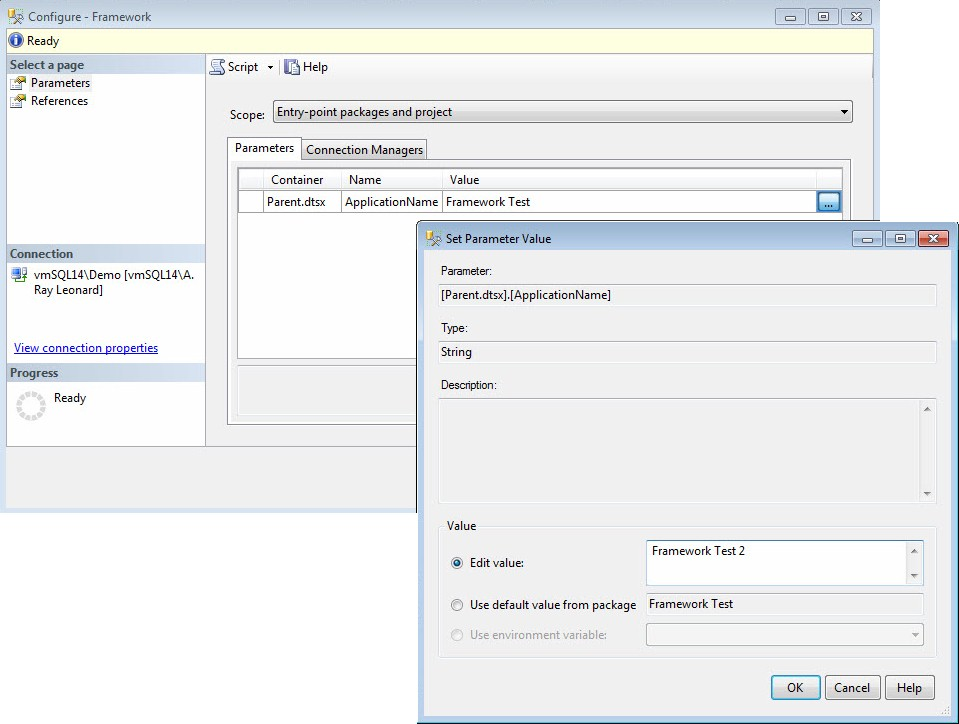 Configure - Framework
Ready
Select a page
Parameters
References
Script
Help
Scope:
Entry-point packages and project
Parameters
Connection Managers
Container Name Value
Parent.dtsx ApplicationName Framework Test ...
Connection
vmSQL14\Demo [vmSQL14\A.
Ray Leonard]
View connection properties
Progress
Ready
Set Parameter Value
Parameter:
[Parent.dtsx].[ApplicationName]
Type:
String
Description:
Value
Edit value:
Framework Test 2
Use default value from package
Framework Test
Use environment variable:
OK
Cancel
Help